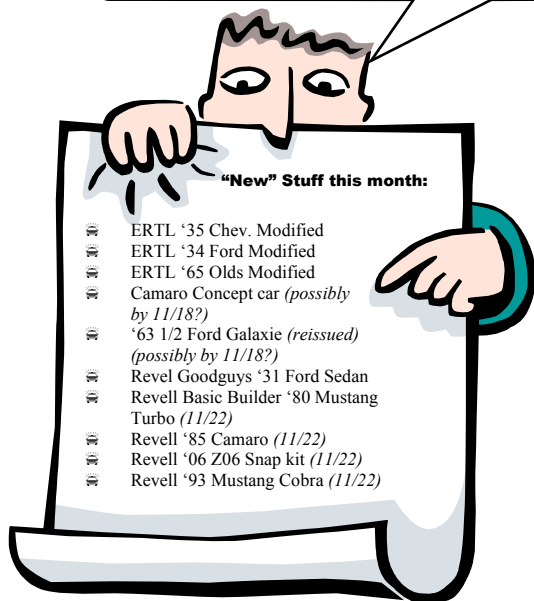 “New” Stuff this month:
ERTL ‘35 Chev. Modified
ERTL ‘34 Ford Modified
ERTL ‘65 Olds Modified
Camaro Concept car (possibly
by 11/18?)
‘63 1/2 Ford Galaxie (reissued)
(possibly by 11/18?)
Revel Goodguys ‘31 Ford Sedan
Revell Basic Builder ‘80 Mustang
Turbo (11/22)
Revell ‘85 Camaro (11/22)
Revell ‘06 Z06 Snap kit (11/22)
Revell ‘93 Mustang Cobra (11/22)